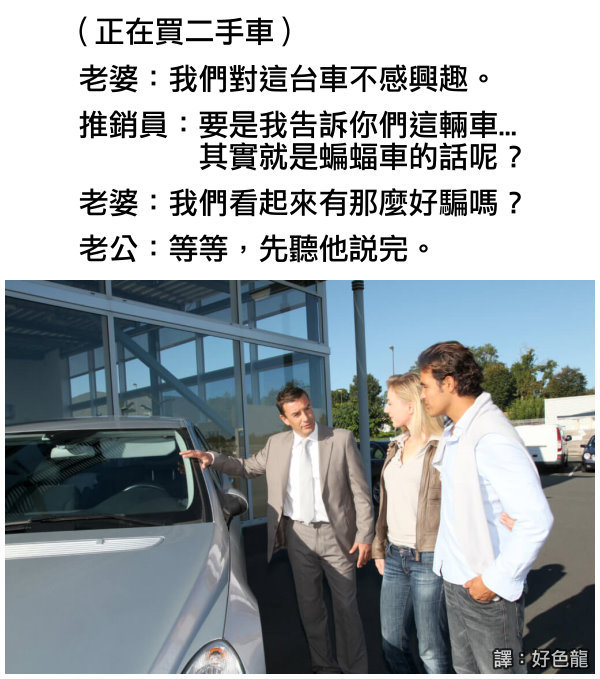 （正在買二手車）
老婆：我們對這台車不感興趣。
推銷員：要是我告訴你們這輛車...
其實就是蝙蝠車的話呢？
老婆：我們看起來有那麼好騙嗎？
老公：等等，先聽他説完。
譯：好色龍